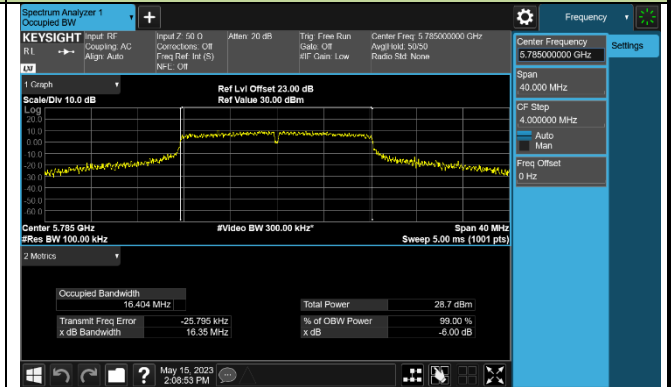 Spectrum Analyzer 1
Occupied BW
+
Frequency
KEYSIGHT
RL
LXI
Input: RF
Coupling: AC
Align: Auto
Input Z: 50 Ω
Corrections: Off
Freq Ref: Int (S)
NFE: Off
Atten: 20 dB
Trig: Free Run
Gate: Off
#IF Gain: Low
Center Freq: 5.785000000 GHz
Avg|Hold: 50/50
Radio Std: None
Center Frequency
5.785000000 GHz
Settings
Span
40.000 MHz
CF Step
4.000000 MHz
Auto
Man
Freq Offset
0 Hz
1 Graph
Scale/Div 10.0 dB
Ref Lvl Offset 23.00 dB
Ref Value 30.00 dBm
Log
20.0
10.0
0.00
-10.0
-20.0
-30.0
-40.0
-50.0
-60.0
Center 5.785 GHz
#Res BW 100.00 kHz
#Video BW 300.00 kHz*
Span 40 MHz
Sweep 5.00 ms (1001 pts)
2 Metrics
Occupied Bandwidth
16.404 MHz
Total Power 28.7 dBm
Transmit Freq Error -25.795 kHz
% of OBW Power 99.00 %
x dB Bandwidth 16.35 MHz
x dB -6.00 dB
?
May 15, 2023
2:08:53 PM